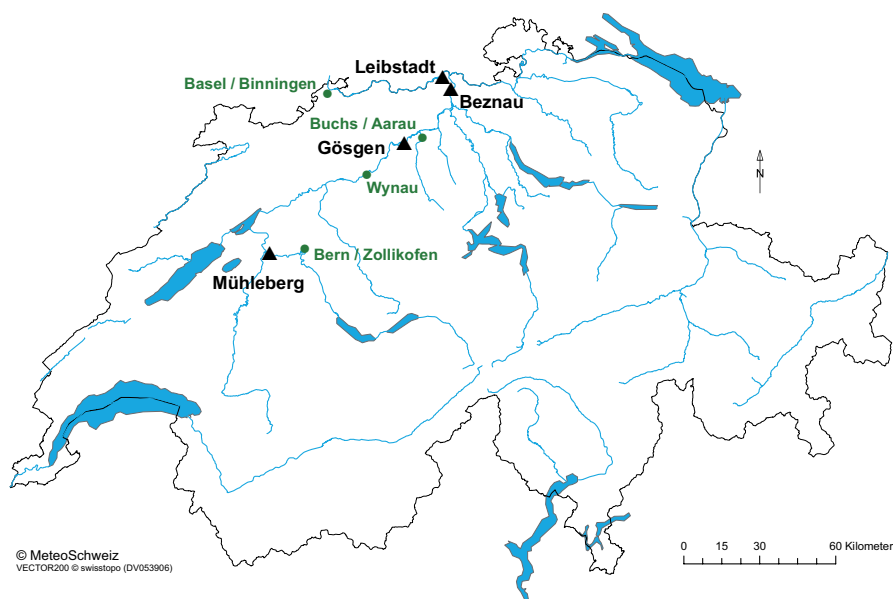 Leibstadt
Basel / Binningen
Beznau
Buchs / Aarau
Gösgen
Wynau
N
Bern / Zollikofen
Mühleberg
© MeteoSchweiz
VECTOR200 © swisstopo (DV053906)
0 15 30 60 Kilometer